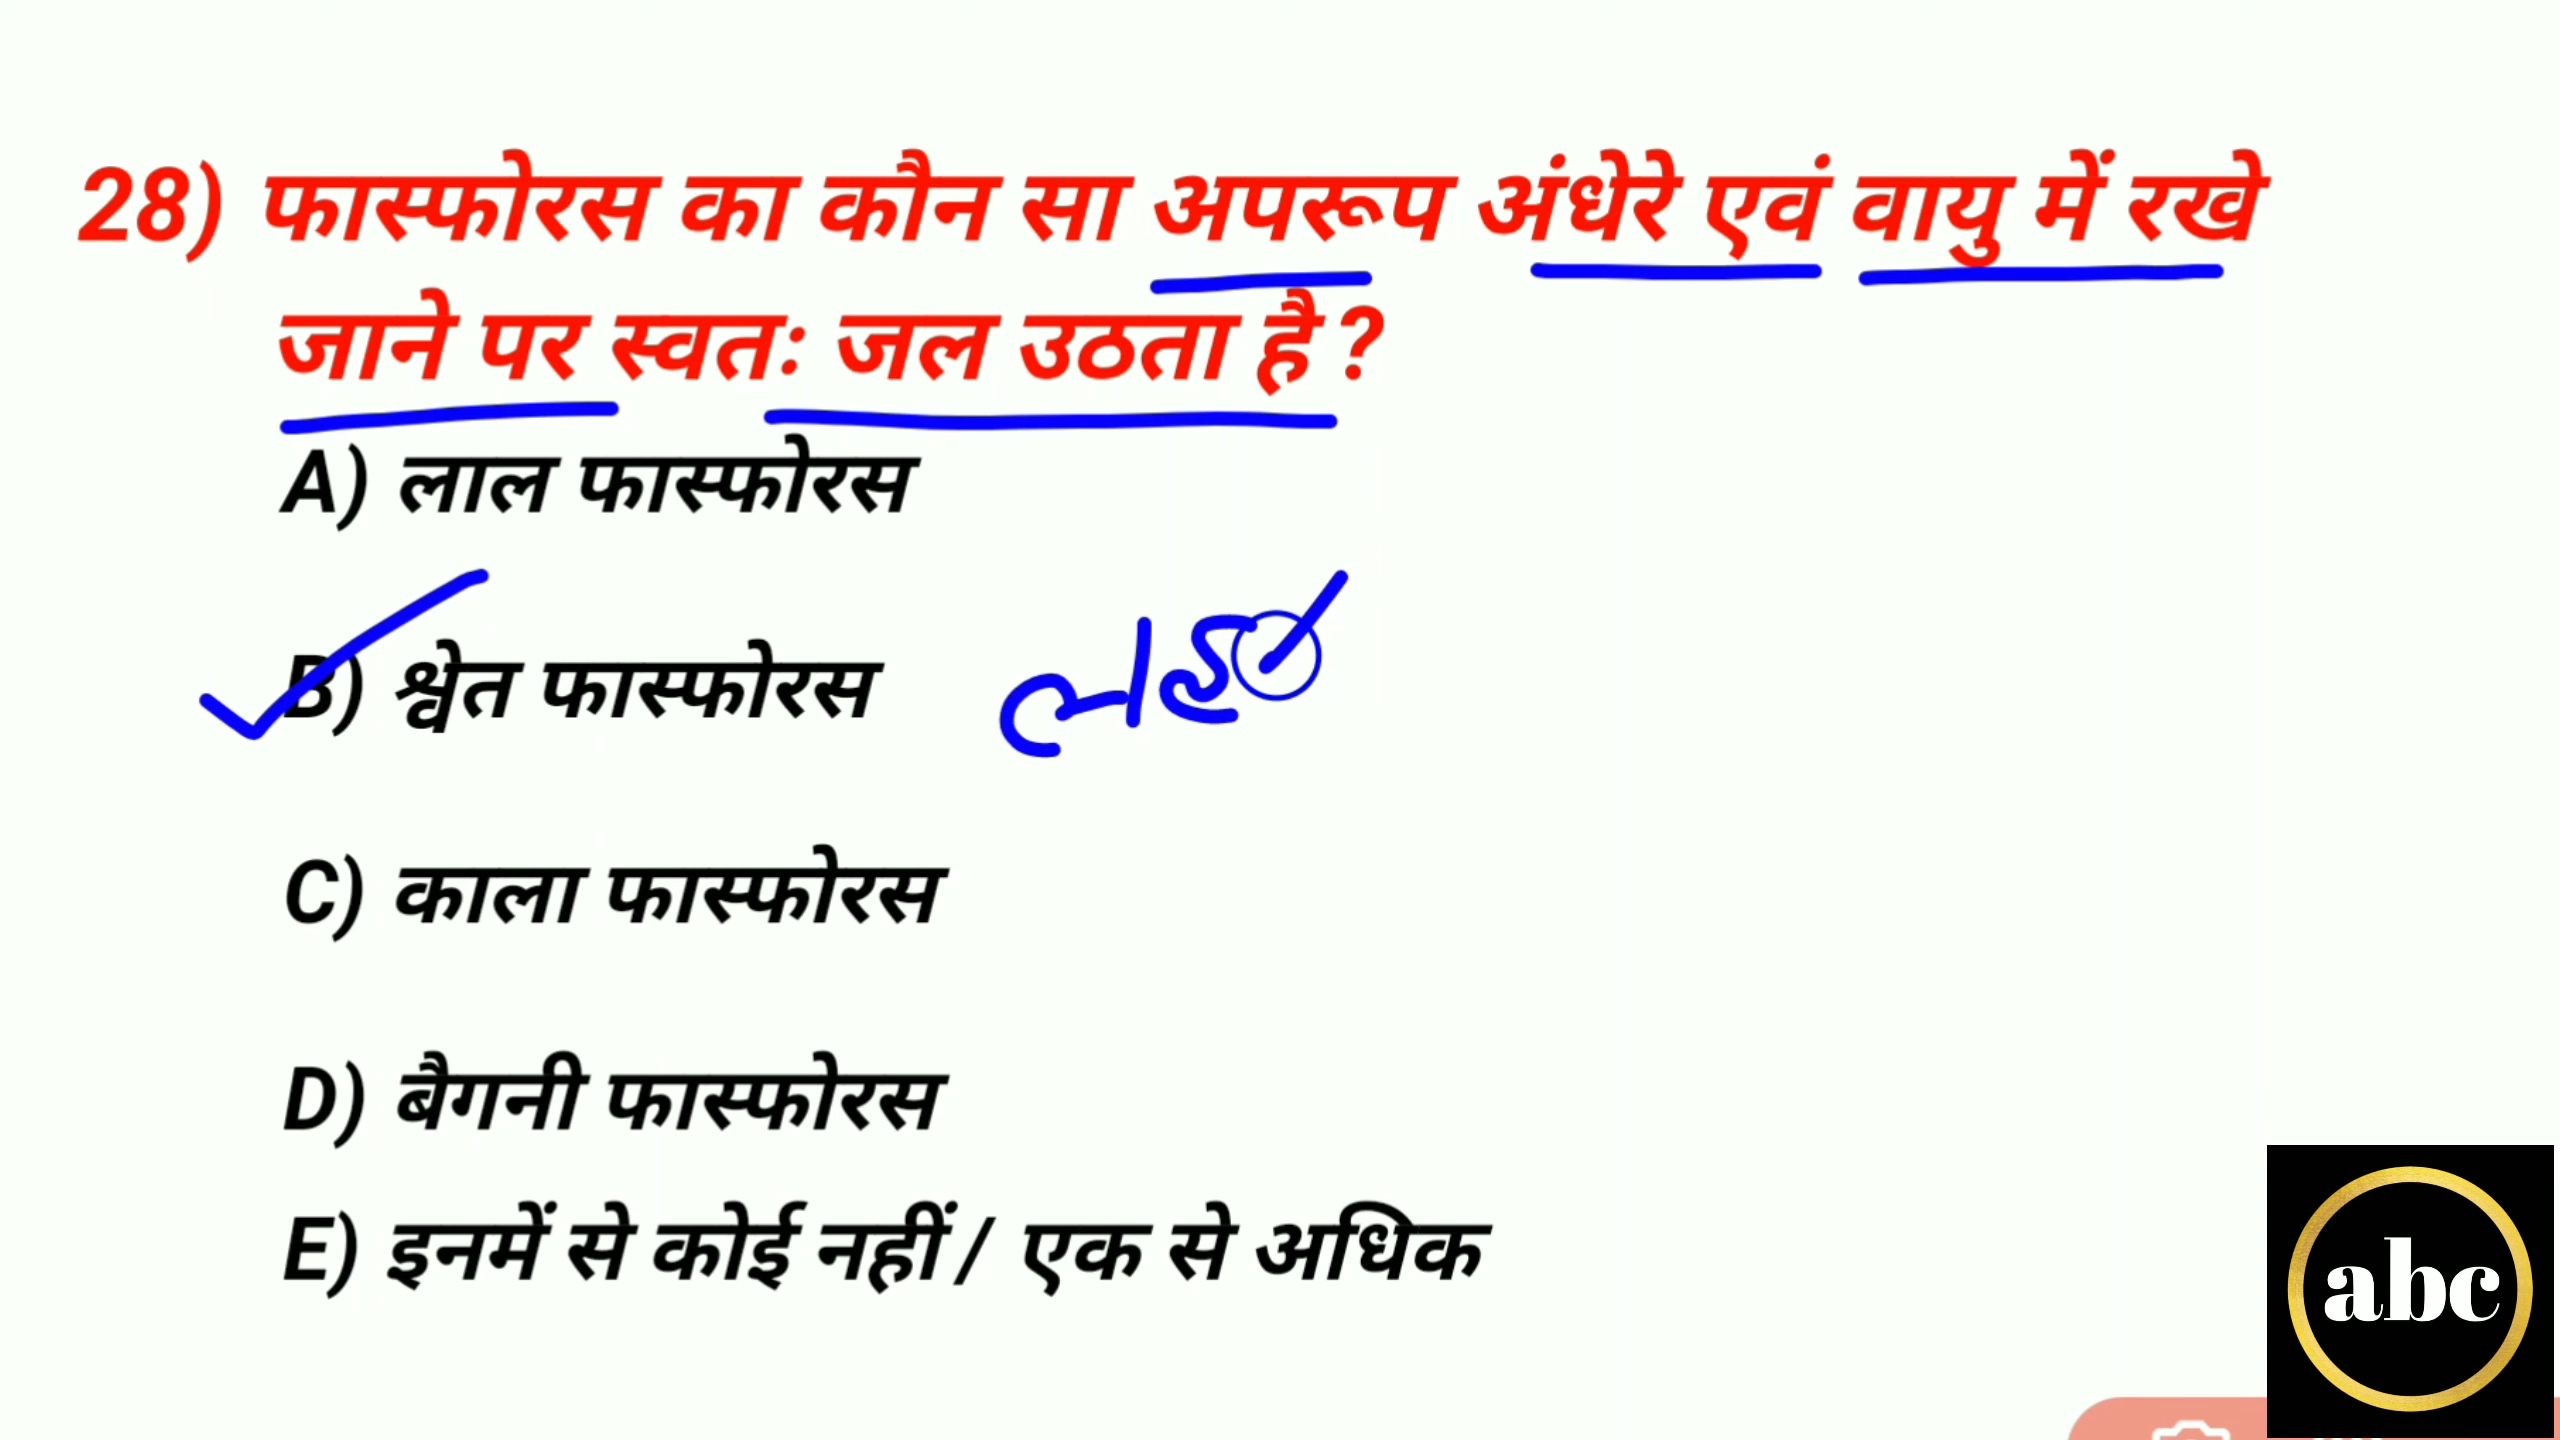 28) फास्फोरस का कौन सा अपरूप अंधेरे एवं वायु में रखे
जाने पर स्वतः जल उठता है ?
A) लाल फास्फोरस
B) श्वेत फास्फोरस
C) काला फास्फोरस
D) बैगनी फास्फोरस
E) इनमें से कोई नहीं / एक से अधिक
abc